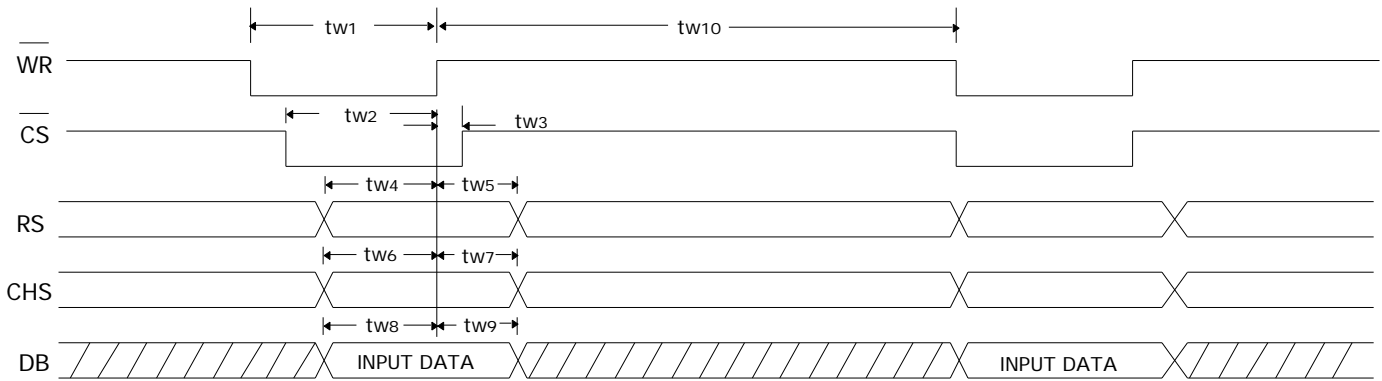 tw1
tw10
WR
tw2
tw3
CS
tw4
tw5
RS
tw6
tw7
CHS
tw8
tw9
DB
INPUT DATA
INPUT DATA